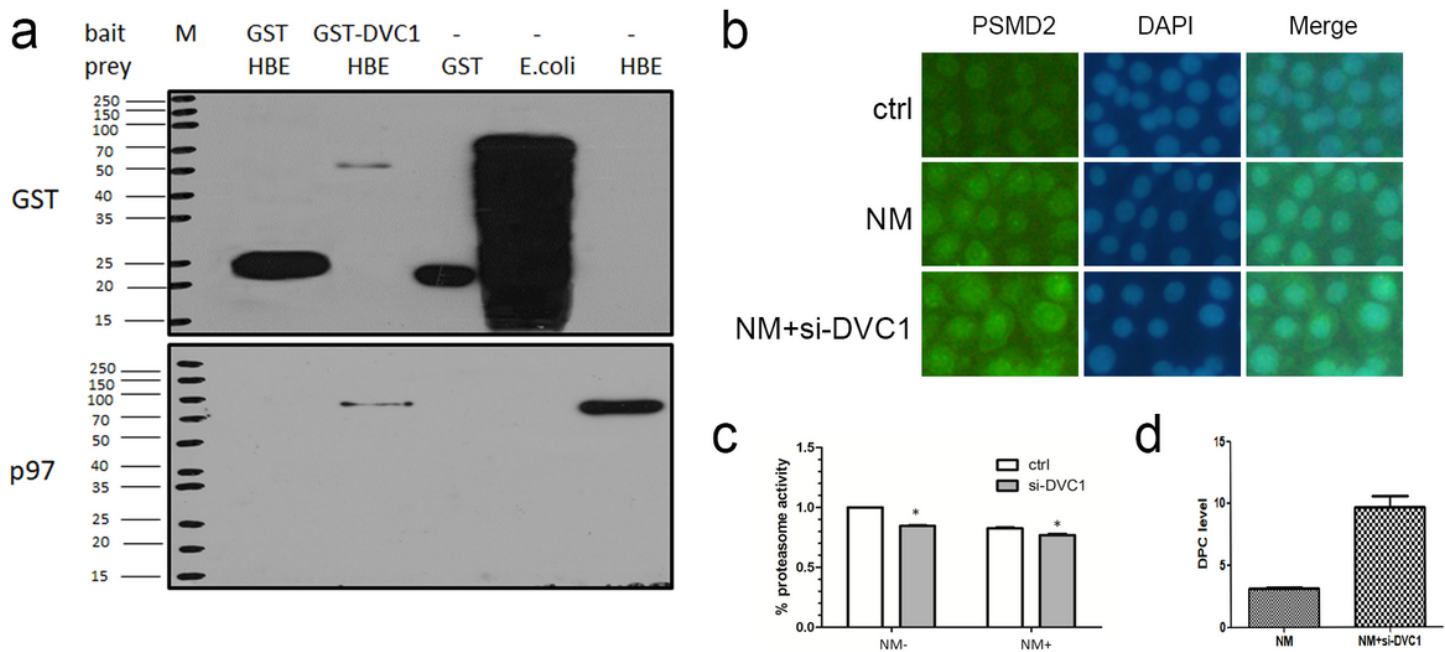 a
bait M GST GST-DVC1 - - -
prey HBE HBE GST E.coli HBE
GST
250
150
100
70
50
40
35
25
20
15
p97
250
150
100
70
50
40
35
25
20
15
b
PSMD2 DAPI Merge
ctrl
NM
NM+si-DVC1
c
% proteasome activity
1.5
1.0
0.5
0.0
ctrl
si-DVC1
* *
NM- NM+
d
DPC level
15
10
5
0
NM NM+si-DVC1